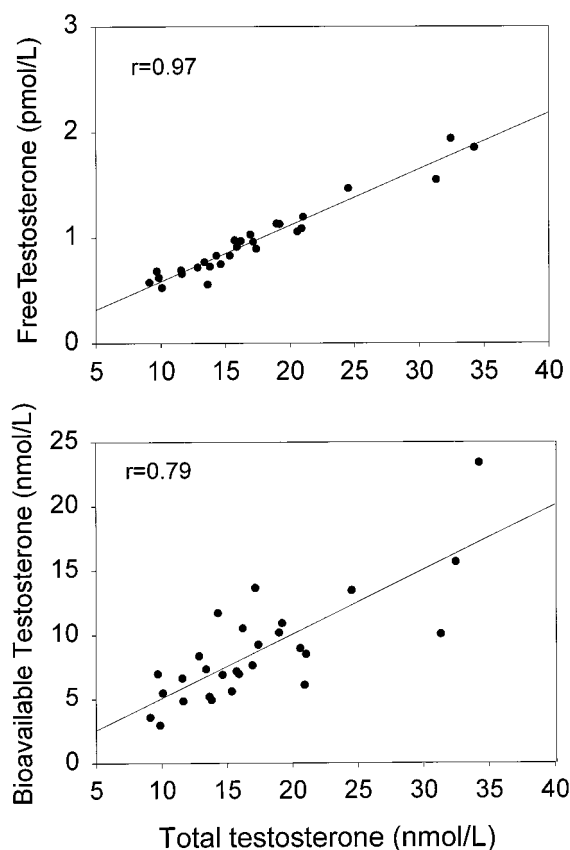 3
2
1
0
Free Testosterone (pmol/L)
r=0.97
5 10 15 20 25 30 35 40
25
20
15
10
5
0
Bioavailable Testosterone (nmol/L)
r=0.79
5 10 15 20 25 30 35 40
Total testosterone (nmol/L)